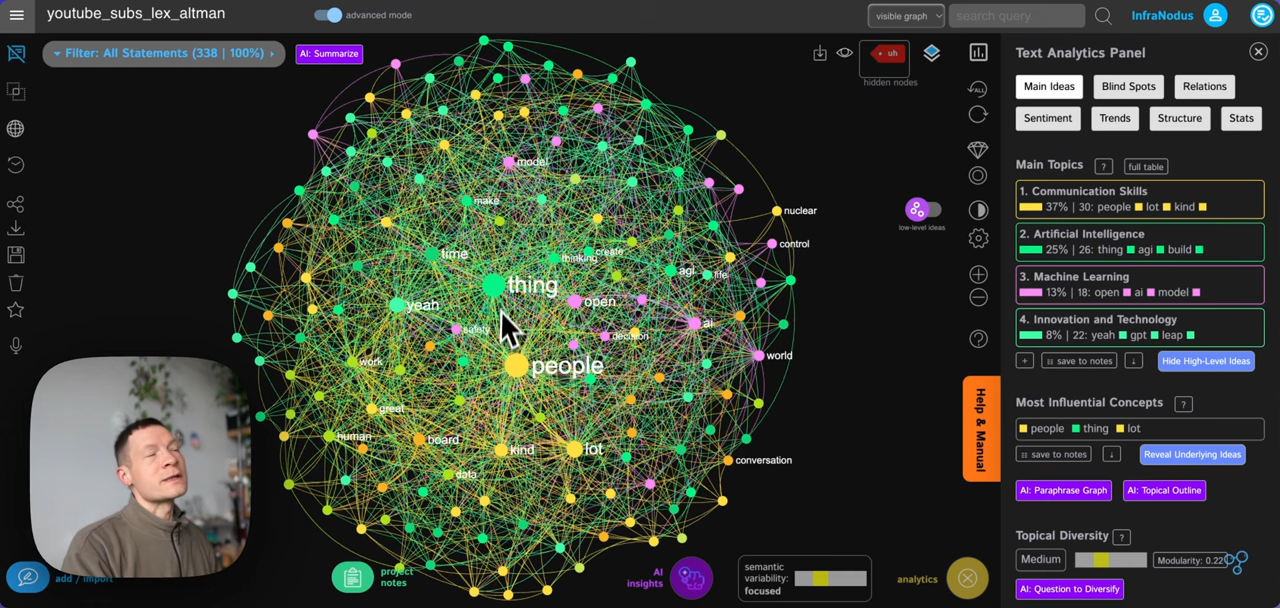 youtube_subs_lex_altman
advanced mode
visible graph
search query
InfraNodus
Filter: All Statements (338 | 100%)
AI: Summarize
uh
hidden nodes
model
make
nuclear
control
time
thinking
create
agi
life
thing
open
yeah
safety
decision
ai
world
work
people
great
human
board
kind
lot
data
conversation
low-level ideas
Help & Manual
add / import
project
notes
AI
insights
semantic
variability:
focused
analytics
Text Analytics Panel
Main Ideas
Blind Spots
Relations
Sentiment
Trends
Structure
Stats
Main Topics
?
full table
1. Communication Skills
37% | 30: people lot kind
2. Artificial Intelligence
25% | 26: thing agi build
3. Machine Learning
13% | 18: open ai model
4. Innovation and Technology
8% | 22: yeah gpt leap
+
save to notes
↓
Hide High-Level Ideas
Most Influential Concepts
?
people thing lot
save to notes
↓
Reveal Underlying Ideas
AI: Paraphrase Graph
AI: Topical Outline
Topical Diversity
?
Medium
Modularity: 0.22
AI: Question to Diversify